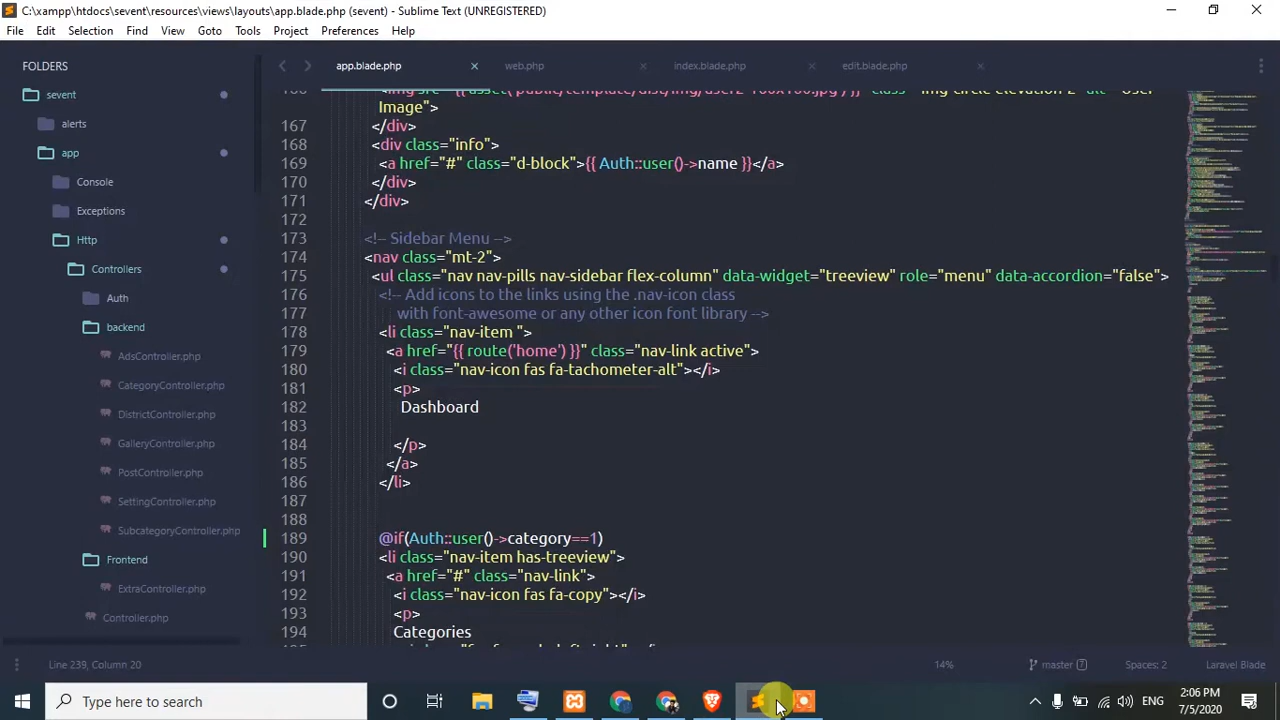 C:\xampp\htdocs\sevent\resources\views\layouts\app.blade.php (sevent) - Sublime Text (UNREGISTERED)
File Edit Selection Find View Goto Tools Project Preferences Help
FOLDERS
sevent
alerts
app
Console
Exceptions
Http
Controllers
Auth
backend
AdsController.php
CategoryController.php
DistrictController.php
GalleryController.php
PostController.php
SettingController.php
SubcategoryController.php
Frontend
ExtraController.php
Controller.php
app.blade.php web.php index.blade.php edit.blade.php
Image">
167 </div>
168 <div class="info">
169 <a href="#" class="d-block">{{ Auth::user()->name }}</a>
170 </div>
171 </div>
172
173 <!-- Sidebar Menu -->
174 <nav class="mt-2">
175 <ul class="nav nav-pills nav-sidebar flex-column" data-widget="treeview" role="menu" data-accordion="false">
176 <!-- Add icons to the links using the .nav-icon class
177 with font-awesome or any other icon font library -->
178 <li class="nav-item ">
179 <a href="{{ route('home') }}" class="nav-link active">
180 <i class="nav-icon fas fa-tachometer-alt"></i>
181 <p>
182 Dashboard
183
184 </p>
185 </a>
186 </li>
187
188
189 @if(Auth::user()->category==1)
190 <li class="nav-item has-treeview">
191 <a href="#" class="nav-link">
192 <i class="nav-icon fas fa-copy"></i>
193 <p>
194 Categories
Line 239, Column 20 14% master 7 Spaces: 2 Laravel Blade
Type here to search ENG 2:06 PM
7/5/2020